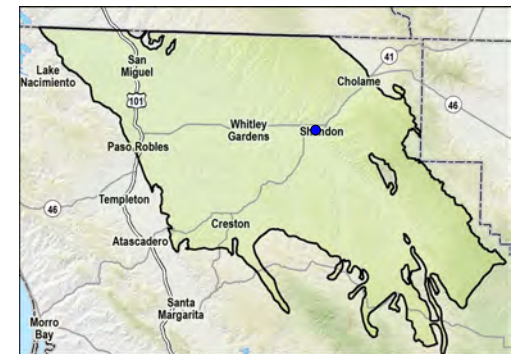 San
Miguel
41
Lake
Nacimiento
Cholame
101
46
Whitley
Gardens
Shandon
Paso Robles
Templeton
46
Creston
Atascadero
Santa
Margarita
Morro
Bay